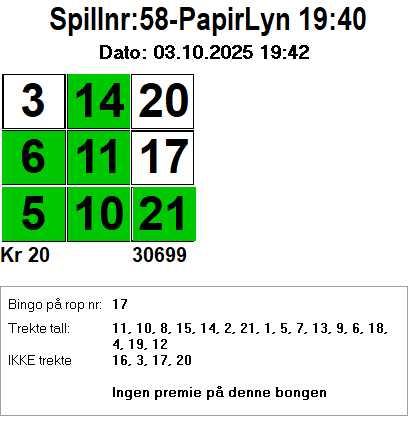 Spillnr:58-PapirLyn 19:40
Dato: 03.10.2025 19:42
3 14 20
6 11 17
5 10 21
Kr 20 30699
Bingo på rop nr: 17
Trekte tall: 11, 10, 8, 15, 14, 2, 21, 1, 5, 7, 13, 9, 6, 18,
4, 19, 12
IKKE trekte 16, 3, 17, 20
Ingen premie på denne bongen